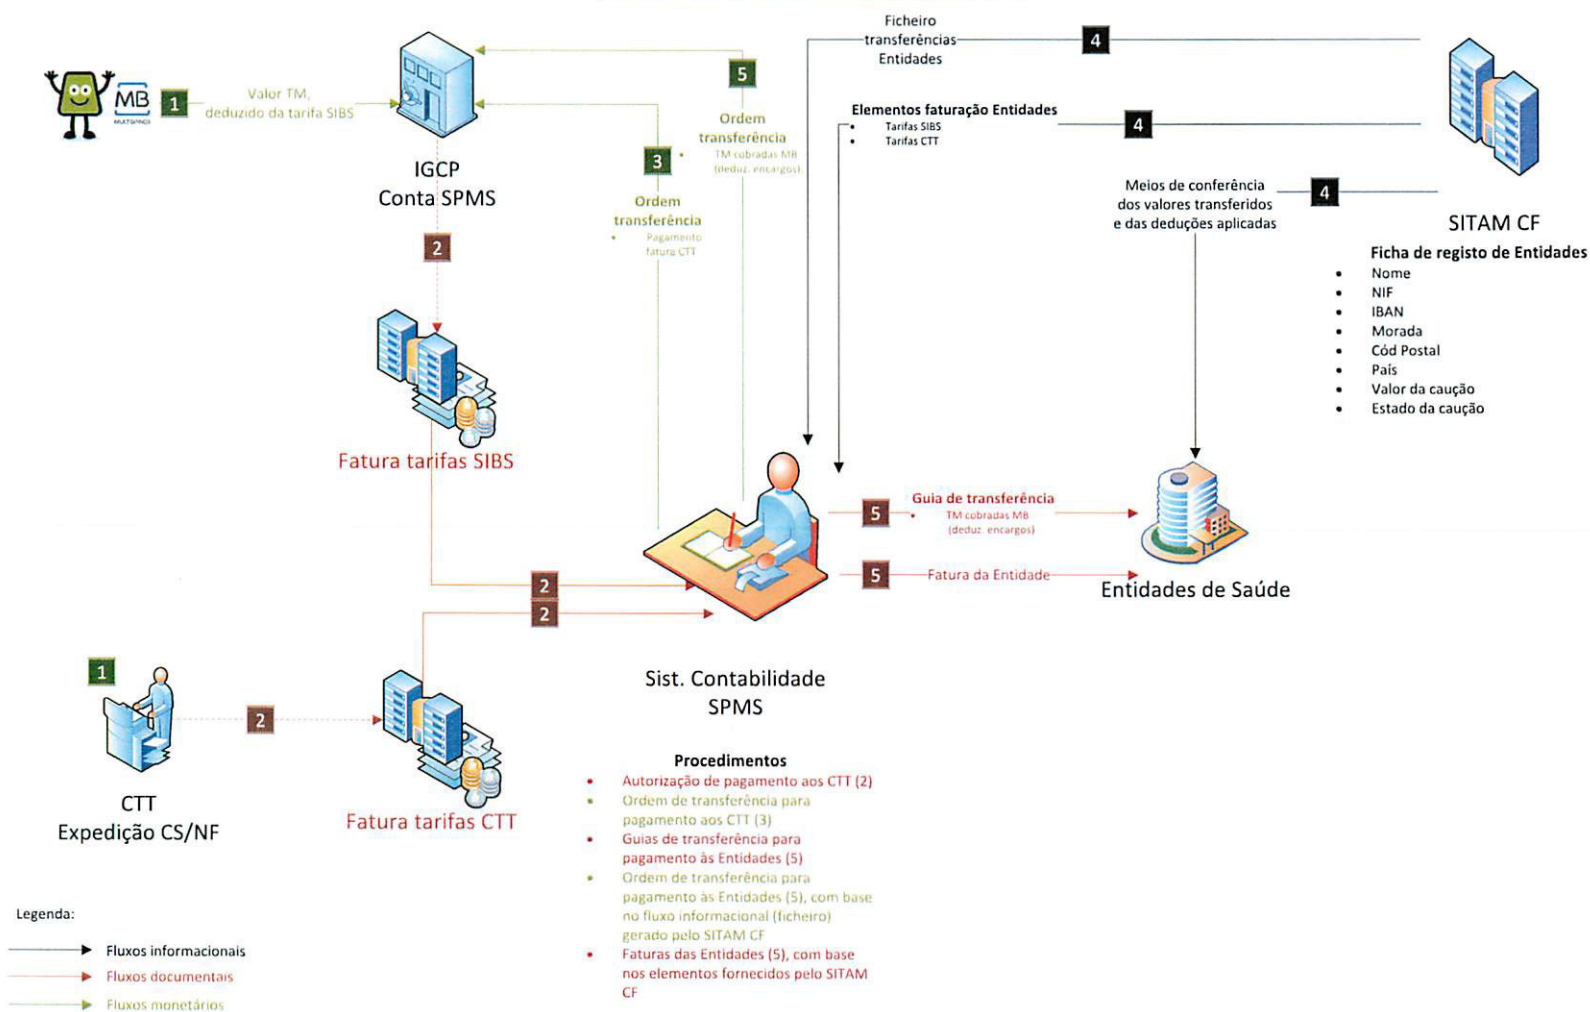 Ficheiro
transferências
Entidades
4
MB
MULTIBANCO
1
Valor TM,
deduzido da tarifa SIBS
IGCP
Conta SPMS
5
Ordem
transferência
• TM cobradas MB
(deduz. encargos)
3
Ordem
transferência
• Pagamento
fatura CTT
Elementos faturação Entidades
• Tarifas SIBS
• Tarifas CTT
4
Meios de conferência
dos valores transferidos
e das deduções aplicadas
4
SITAM CF
Ficha de registo de Entidades
• Nome
• NIF
• IBAN
• Morada
• Cód Postal
• País
• Valor da caução
• Estado da caução
2
Fatura tarifas SIBS
5
Guia de transferência
• TM cobradas MB
(deduz. encargos)
5
Fatura da Entidade
Entidades de Saúde
2
2
Sist. Contabilidade
SPMS
1
2
CTT
Expedição CS/NF
Fatura tarifas CTT
Procedimentos
• Autorização de pagamento aos CTT (2)
• Ordem de transferência para
pagamento aos CTT (3)
• Guias de transferência para
pagamento às Entidades (5)
• Ordem de transferência para
pagamento às Entidades (5), com base
no fluxo informacional (ficheiro)
gerado pelo SITAM CF
• Faturas das Entidades (5), com base
nos elementos fornecidos pelo SITAM
CF
Legenda:
Fluxos informacionais
Fluxos documentais
Fluxos monetários